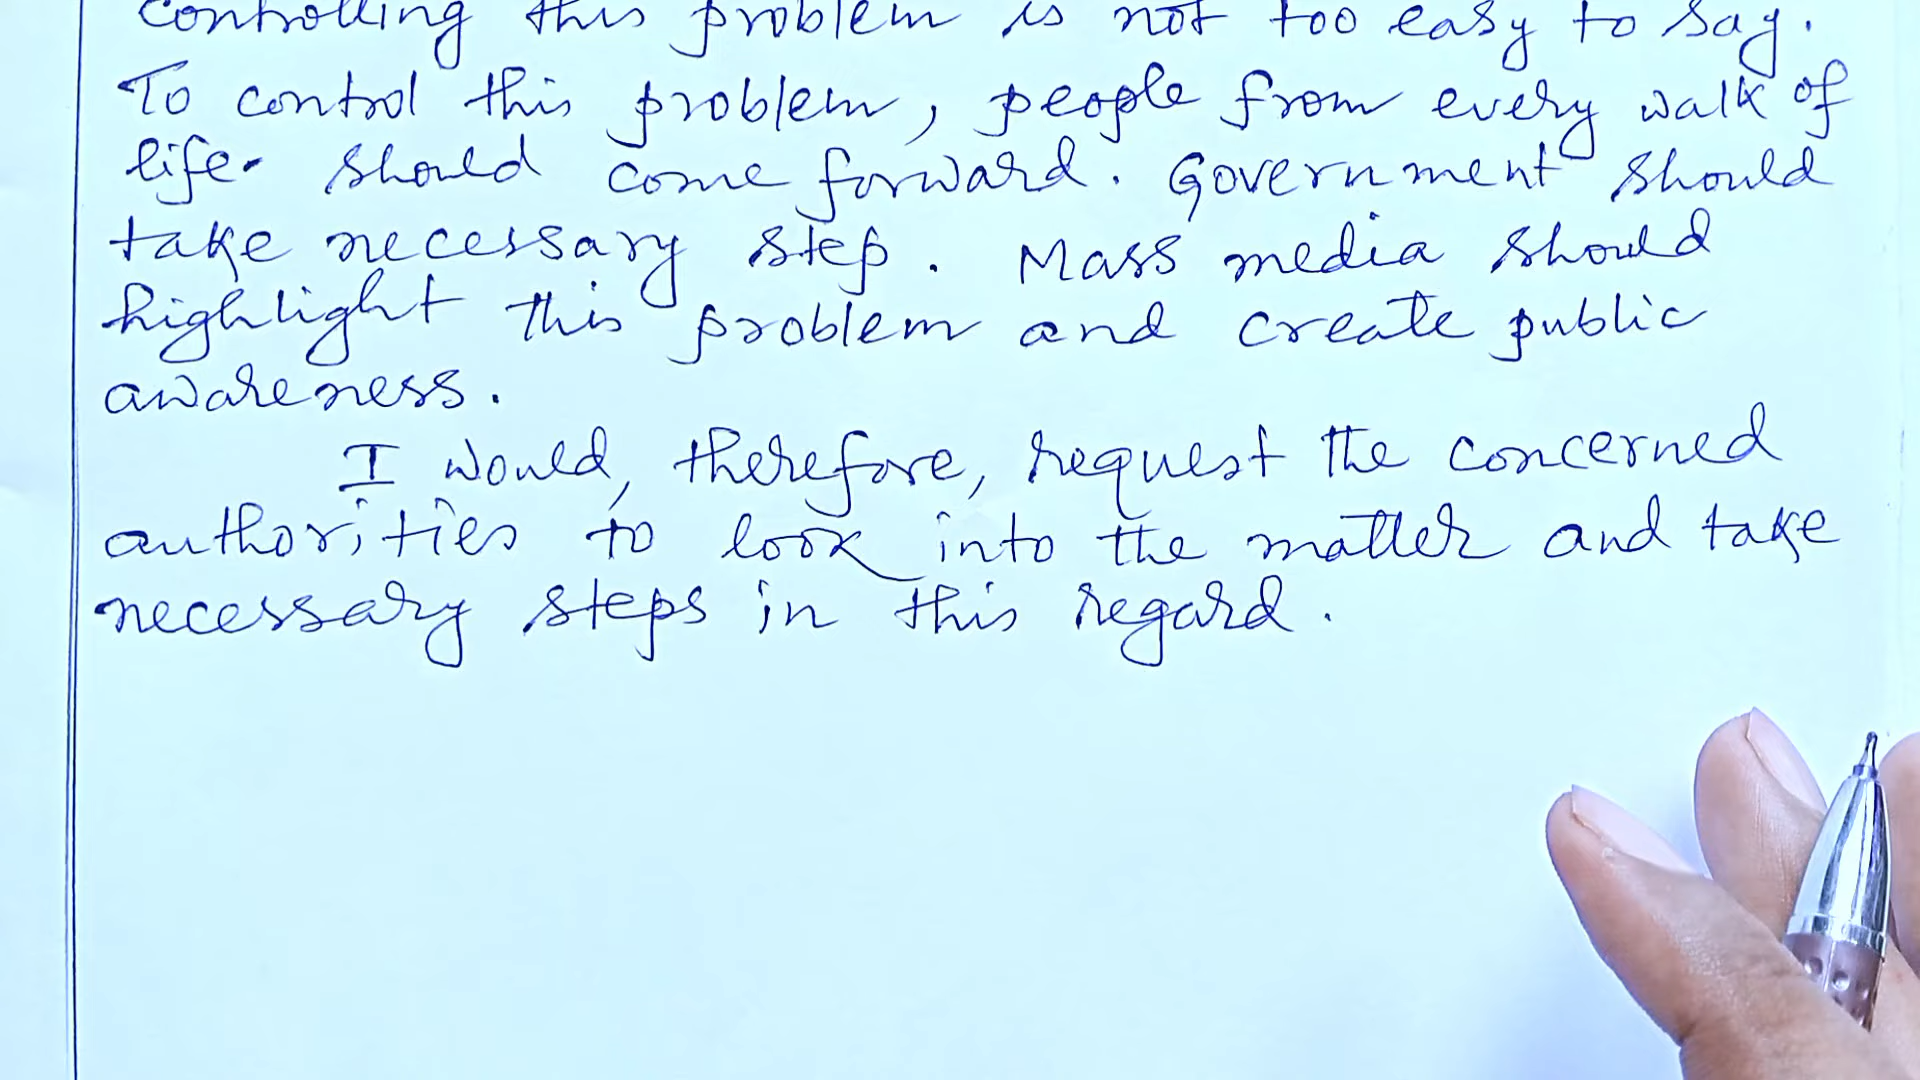 controlling this problem is not too easy to say.
To control this problem, people from every walk of
life should come forward. Government should
take necessary step. Mass media should
highlight this problem and create public
awareness.
I would, therefore, request the concerned
authorities to look into the matter and take
necessary steps in this regard.